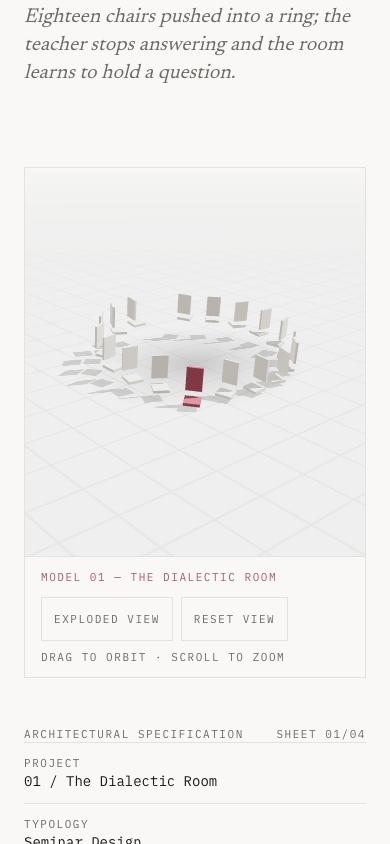 Eighteen chairs pushed into a ring; the
teacher stops answering and the room
learns to hold a question.
MODEL 01 — THE DIALECTIC ROOM
EXPLODED VIEW
RESET VIEW
DRAG TO ORBIT · SCROLL TO ZOOM
ARCHITECTURAL SPECIFICATION
SHEET 01/04
PROJECT
01 / The Dialectic Room
TYPOLOGY
Seminar Design